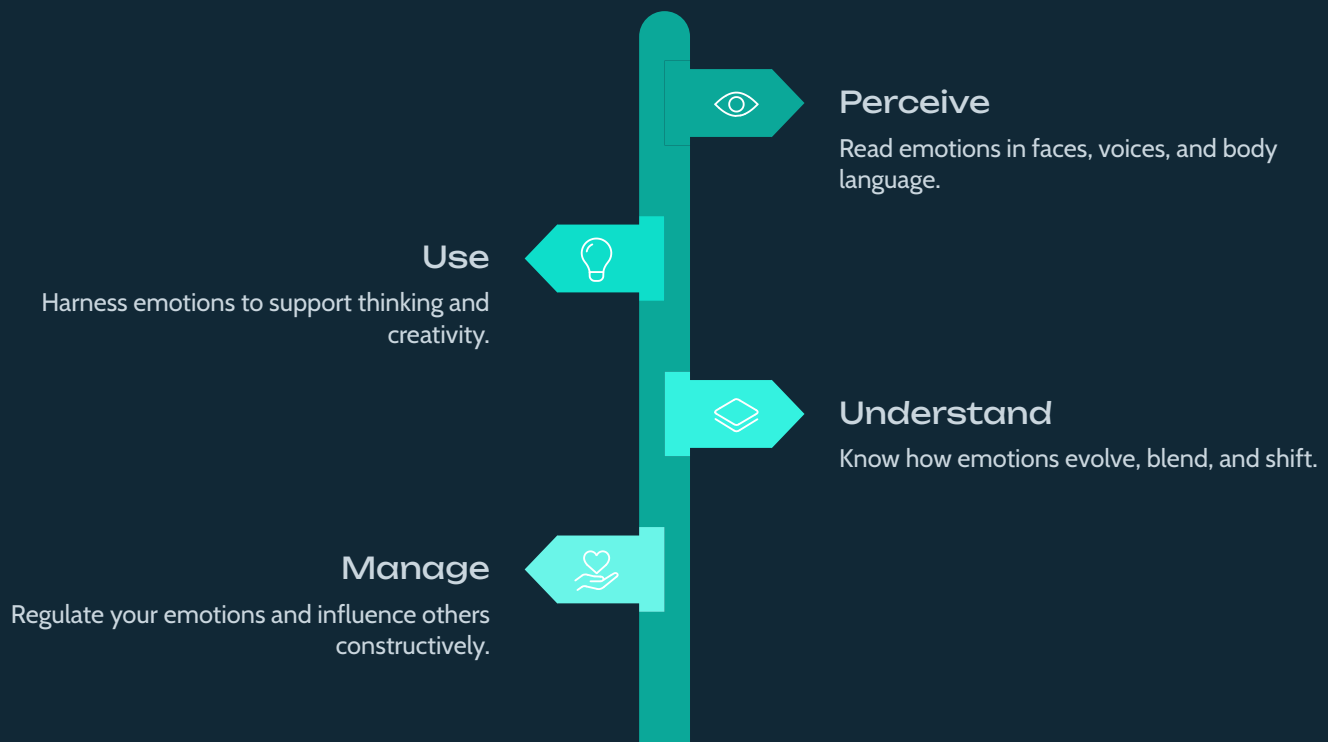 Perceive
Read emotions in faces, voices, and body
language.
Use
Harness emotions to support thinking and
creativity.
Understand
Know how emotions evolve, blend, and shift.
Manage
Regulate your emotions and influence others
constructively.